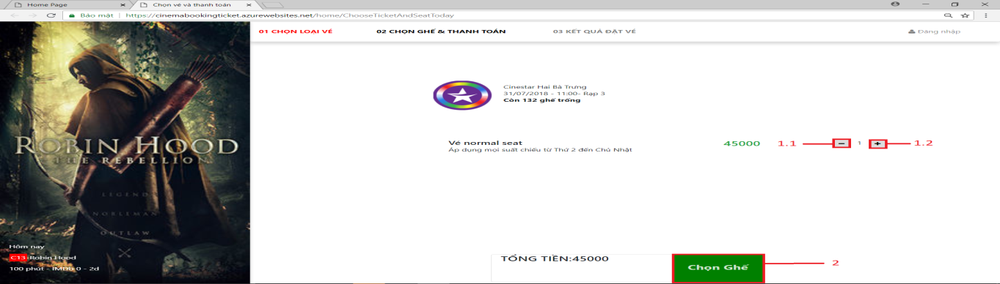 Home Page
Chọn vé và thanh toán
Bảo mật | https://cinemabookingticket.azurewebsites.net/home/ChooseTicketAndSeatToday
01 CHỌN LOẠI VÉ
02 CHỌN GHẾ & THANH TOÁN
03 KẾT QUẢ ĐẶT VÉ
Đăng nhập
Cinestar Hai Bà Trưng
31/07/2018 - 11:00- Rạp 3
Còn 132 ghế trống
ROBIN HOOD
THE REBELLION
LEGEND
NOBLEMAN
OUTLAW
Vé normal seat
Áp dụng mọi suất chiếu từ Thứ 2 đến Chủ Nhật
45000
1.1
− 1 +
1.2
Hôm nay
C13 Robin Hood
100 phút - IMDb 0 - 2d
TỔNG TIỀN:45000
Chọn Ghế
2